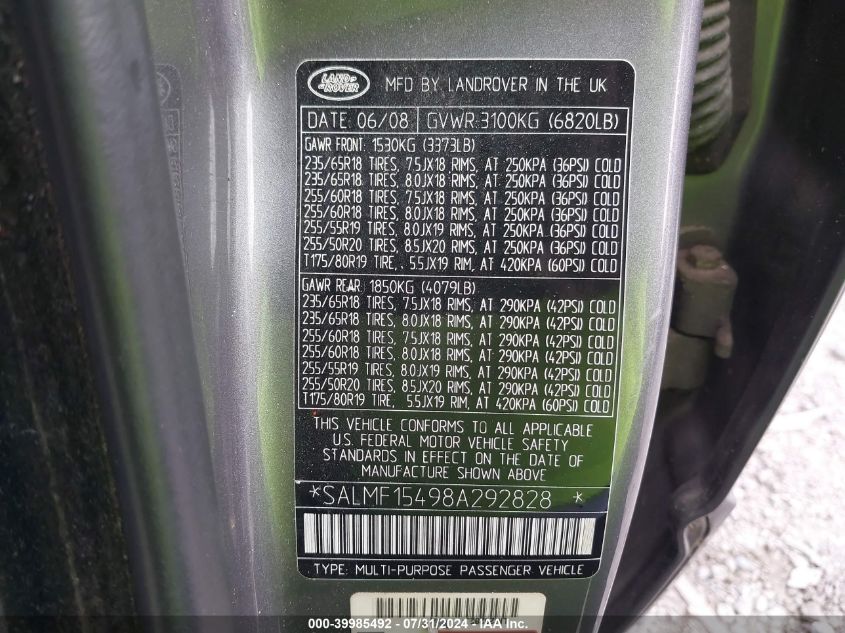 LAND ROVER
MFD BY LANDROVER IN THE UK
DATE: 06/08 GVWR: 3100KG (6820LB)
GAWR FRONT: 1530KG (3373LB)
235/65R18 TIRES, 7.5JX18 RIMS, AT 250KPA (36PSI) COLD
235/65R18 TIRES, 8.0JX18 RIMS, AT 250KPA (36PSI) COLD
255/60R18 TIRES, 7.5JX18 RIMS, AT 250KPA (36PSI) COLD
255/60R18 TIRES, 8.0JX18 RIMS, AT 250KPA (36PSI) COLD
255/55R19 TIRES, 8.0JX19 RIMS, AT 250KPA (36PSI) COLD
255/50R20 TIRES, 8.5JX20 RIMS, AT 250KPA (36PSI) COLD
T175/80R19 TIRE, 5.5JX19 RIM, AT 420KPA (60PSI) COLD
GAWR REAR: 1850KG (4079LB)
235/65R18 TIRES, 7.5JX18 RIMS, AT 290KPA (42PSI) COLD
235/65R18 TIRES, 8.0JX18 RIMS, AT 290KPA (42PSI) COLD
255/60R18 TIRES, 7.5JX18 RIMS, AT 290KPA (42PSI) COLD
255/60R18 TIRES, 8.0JX18 RIMS, AT 290KPA (42PSI) COLD
255/55R19 TIRES, 8.0JX19 RIMS, AT 290KPA (42PSI) COLD
255/50R20 TIRES, 8.5JX20 RIMS, AT 290KPA (42PSI) COLD
T175/80R19 TIRE, 5.5JX19 RIM, AT 420KPA (60PSI) COLD
THIS VEHICLE CONFORMS TO ALL APPLICABLE
U.S. FEDERAL MOTOR VEHICLE SAFETY
STANDARDS IN EFFECT ON THE DATE OF
MANUFACTURE SHOWN ABOVE
*SALMF15498A292828 *
TYPE: MULTI-PURPOSE PASSENGER VEHICLE
000-39985492 - 07/31/2024 - IAA Inc.